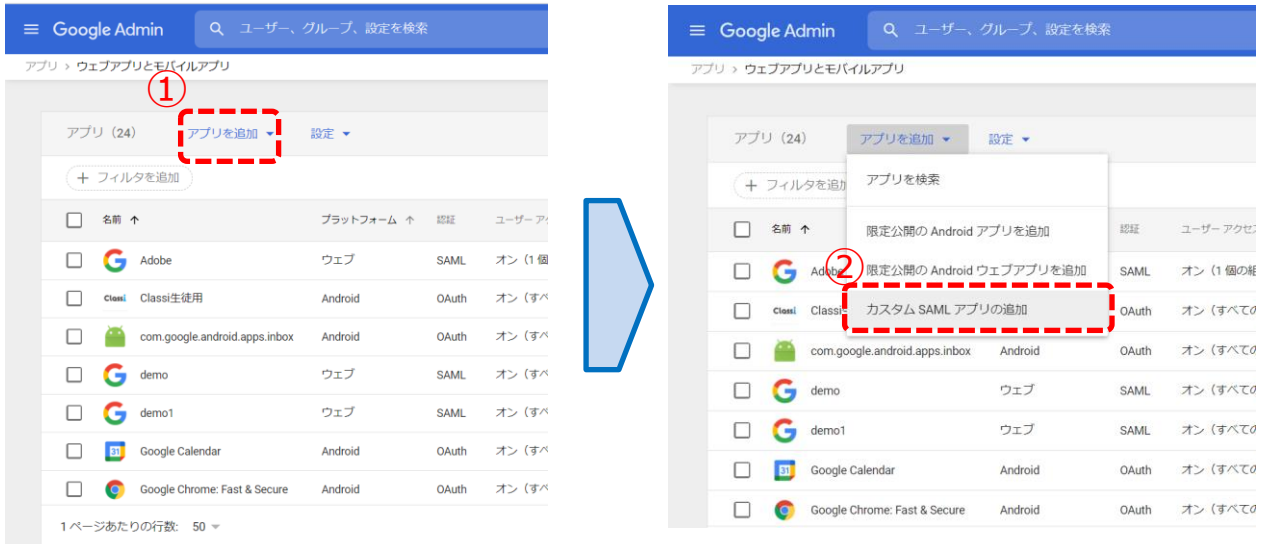 Google Admin
ユーザー、グループ、設定を検索
アプリ > ウェブアプリとモバイルアプリ
①
アプリ (24)
アプリを追加
設定
+ フィルタを追加
名前 ↑
プラットフォーム ↑
認証
ユーザー ア
Adobe ウェブ SAML オン (1 個
Classi Classi生徒用 Android OAuth オン (すべ
com.google.android.apps.inbox Android OAuth オン (すべ
demo ウェブ SAML オン (すべ
demo1 ウェブ SAML オン (すべ
31 Google Calendar Android OAuth オン (すべ
Google Chrome: Fast & Secure Android OAuth オン (すべ
1 ページあたりの行数: 50
Google Admin
ユーザー、グループ、設定を検索
アプリ > ウェブアプリとモバイルアプリ
アプリ (24)
アプリを追加
設定
+ フィルタを追加
アプリを検索
限定公開の Android アプリを追加
②
限定公開の Android ウェブアプリを追加
カスタム SAML アプリの追加
名前 ↑
認証
ユーザー アクセス
Adobe SAML オン (1 個の組
Classi Classi OAuth オン (すべての
com.google.android.apps.inbox Android OAuth オン (すべての
demo ウェブ SAML オン (すべての
demo1 ウェブ SAML オン (すべての
31 Google Calendar Android OAuth オン (すべての
Google Chrome: Fast & Secure Android OAuth オン (すべての